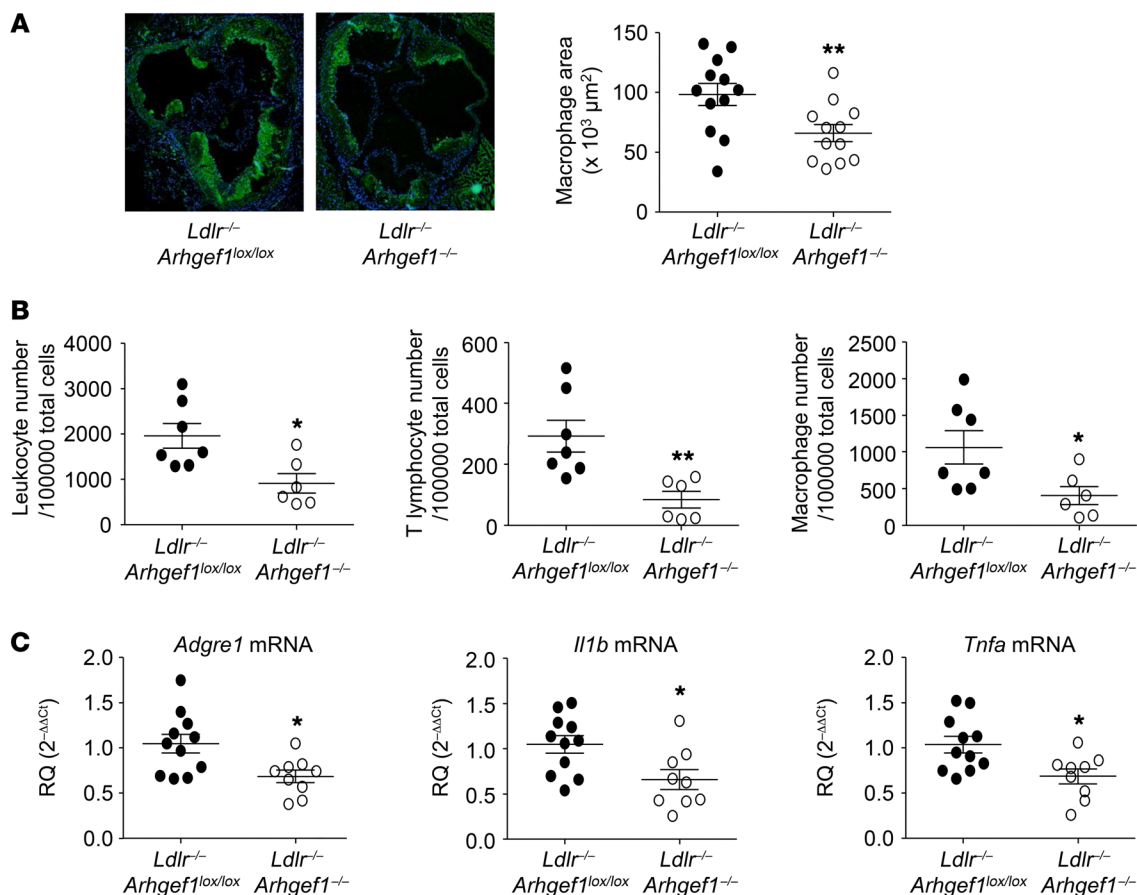 A
Ldlr–/–
Arhgef1lox/lox
Ldlr–/–
Arhgef1–/–
Macrophage area
(x 10³ μm²)
150
100
50
0
**
Ldlr–/–
Arhgef1lox/lox
Ldlr–/–
Arhgef1–/–
B
Leukocyte number
/100000 total cells
4000
3000
2000
1000
0
*
Ldlr–/–
Arhgef1lox/lox
Ldlr–/–
Arhgef1–/–
T lymphocyte number
/100000 total cells
600
400
200
0
**
Ldlr–/–
Arhgef1lox/lox
Ldlr–/–
Arhgef1–/–
Macrophage number
/100000 total cells
2500
2000
1500
1000
500
0
*
Ldlr–/–
Arhgef1lox/lox
Ldlr–/–
Arhgef1–/–
C
Adgre1 mRNA
RQ (2–ΔΔCt)
2.0
1.5
1.0
0.5
0.0
*
Ldlr–/–
Arhgef1lox/lox
Ldlr–/–
Arhgef1–/–
Il1b mRNA
RQ (2–ΔΔCt)
2.0
1.5
1.0
0.5
0.0
*
Ldlr–/–
Arhgef1lox/lox
Ldlr–/–
Arhgef1–/–
Tnfa mRNA
RQ (2–ΔΔCt)
2.0
1.5
1.0
0.5
0.0
*
Ldlr–/–
Arhgef1lox/lox
Ldlr–/–
Arhgef1–/–